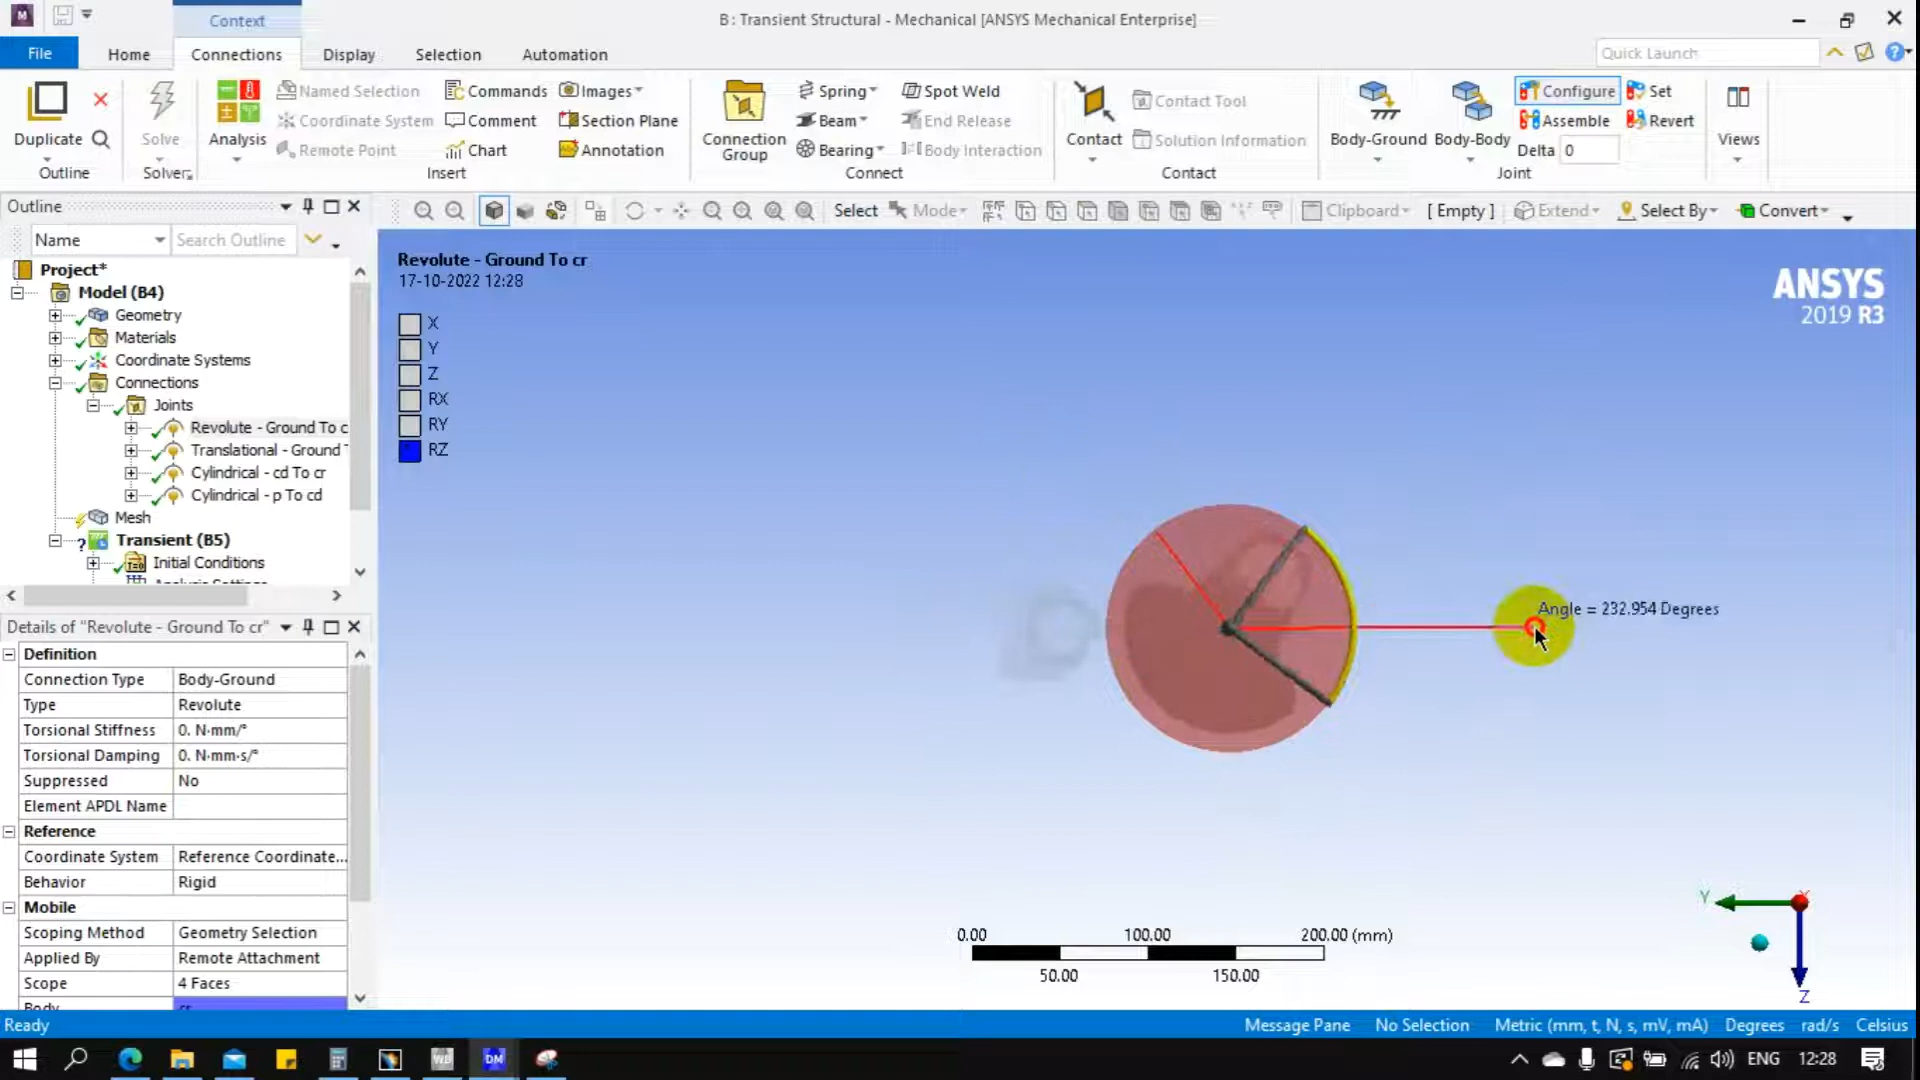 Context
B : Transient Structural - Mechanical [ANSYS Mechanical Enterprise]
File
Home
Connections
Display
Selection
Automation
Quick Launch
Duplicate
Outline
Solve
Solver
Analysis
Named Selection
Coordinate System
Remote Point
Commands
Comment
Chart
Images
Section Plane
Annotation
Insert
Connection
Group
Spring
Beam
Bearing
Spot Weld
End Release
Body Interaction
Connect
Contact
Contact Tool
Solution Information
Contact
Body-Ground
Body-Body
Configure
Set
Assemble
Revert
Delta 0
Joint
Views
Outline
Name
Search Outline
Select
Mode
Clipboard
[ Empty ]
Extend
Select By
Convert
Project*
Model (B4)
Geometry
Materials
Coordinate Systems
Connections
Joints
Revolute - Ground To c
Translational - Ground
Cylindrical - cd To cr
Cylindrical - p To cd
Mesh
Transient (B5)
Initial Conditions
Details of "Revolute - Ground To cr"
Definition
Connection Type Body-Ground
Type Revolute
Torsional Stiffness 0. N·mm/°
Torsional Damping 0. N·mm·s/°
Suppressed No
Element APDL Name
Reference
Coordinate System Reference Coordinate...
Behavior Rigid
Mobile
Scoping Method Geometry Selection
Applied By Remote Attachment
Scope 4 Faces
Body cr
Revolute - Ground To cr
17-10-2022 12:28
X
Y
Z
RX
RY
RZ
ANSYS
2019 R3
Angle = 232.954 Degrees
0.00 100.00 200.00 (mm)
50.00 150.00
Y
X
Z
Ready
Message Pane
No Selection
Metric (mm, t, N, s, mV, mA)
Degrees
rad/s
Celsius
WB
DM
ENG
12:28